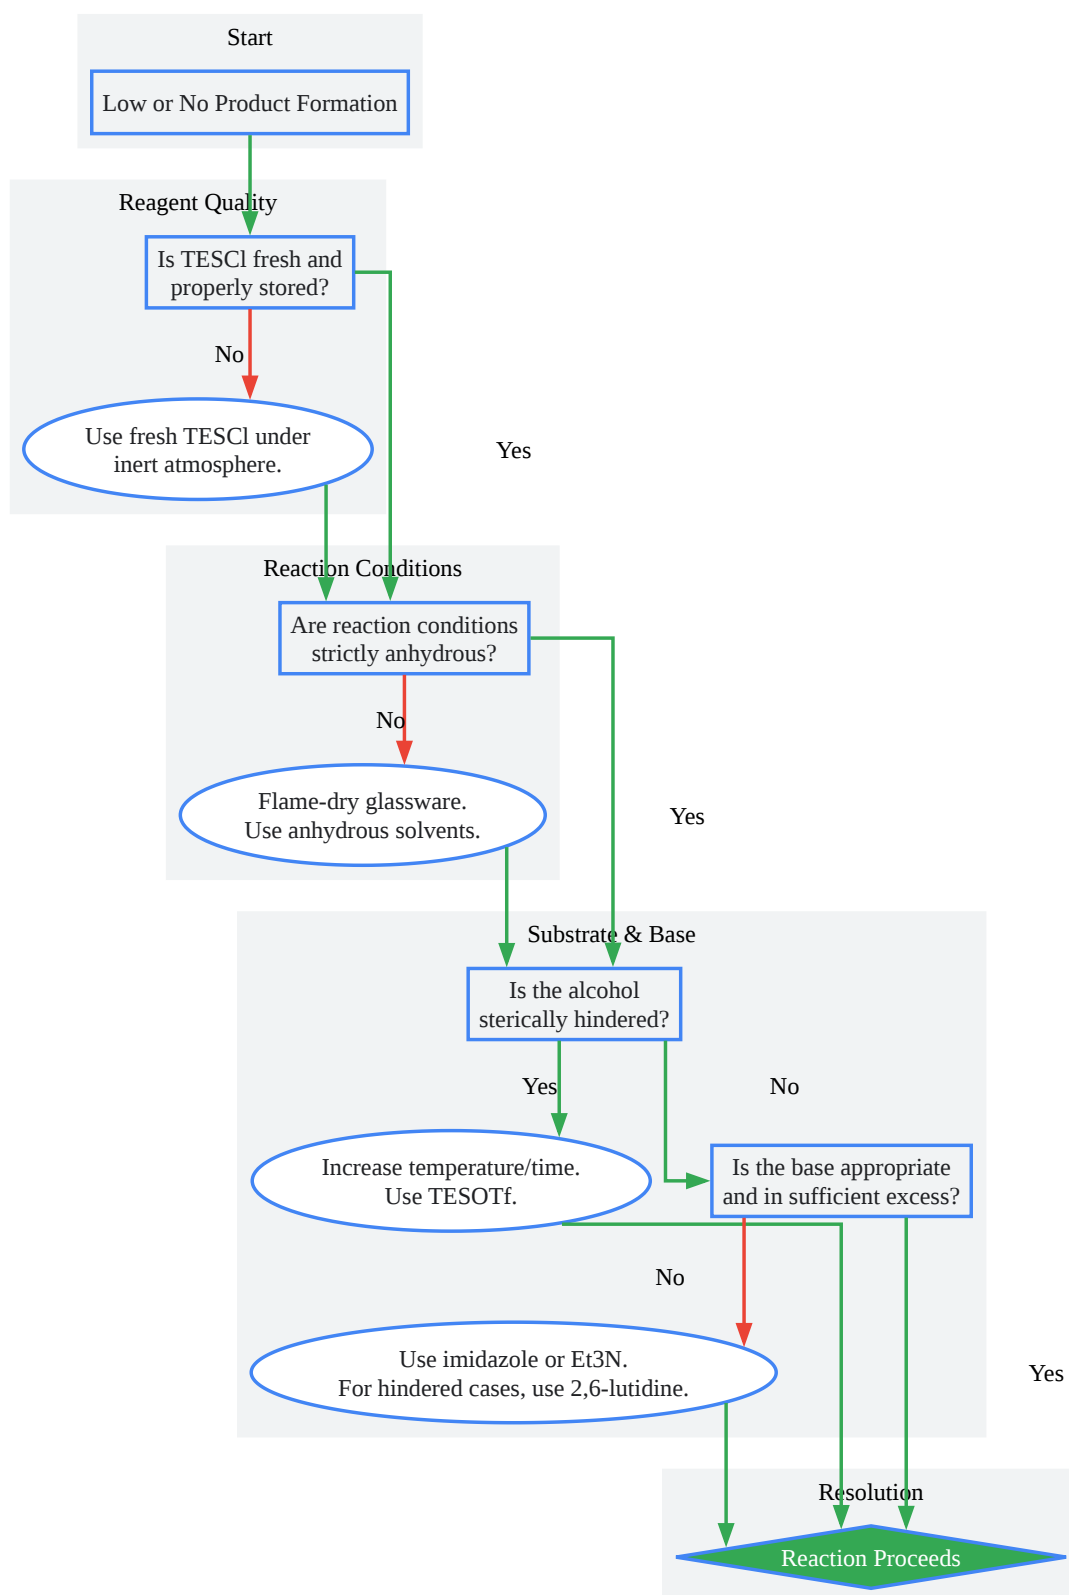 Start
Low or No Product Formation
Reagent Quality
Is TESCl fresh and
properly stored?
No
Use fresh TESCl under
inert atmosphere.
Yes
Reaction Conditions
Are reaction conditions
strictly anhydrous?
No
Flame-dry glassware.
Use anhydrous solvents.
Yes
Substrate & Base
Is the alcohol
sterically hindered?
Yes
No
Increase temperature/time.
Use TESOTf.
Is the base appropriate
and in sufficient excess?
No
Use imidazole or Et3N.
For hindered cases, use 2,6-lutidine.
Yes
Resolution
Reaction Proceeds